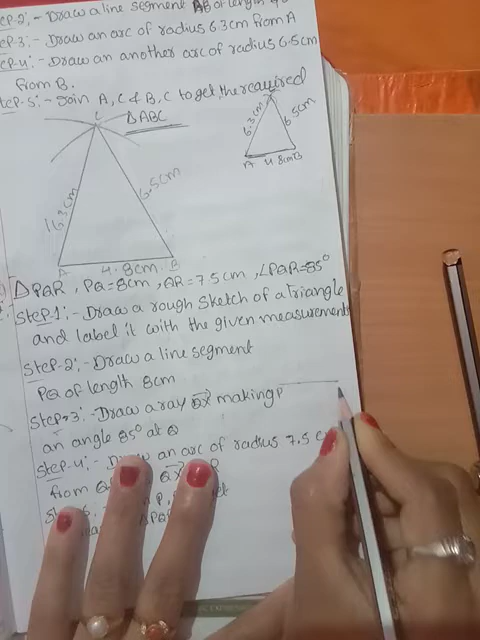 Step-2:- Draw a line segment AB of length
Step-3:- Draw an arc of radius 6.3cm from A
Step-4:- Draw an another arc of radius 6.5cm
from B.
Step-5:- Join A, C & B, C to get the required
△ABC
C
6.3cm
6.5cm
A
4.8cm
B
6.3cm
6.5cm
A
4.8cm
B
△PQR, PQ=8cm, QR=7.5cm, ∠PQR=85°
Step-1:- Draw a rough sketch of a triangle
and label it with the given measurements
Step-2:- Draw a line segment
PQ of length 8cm
Step-3:- Draw a ray QX making
P
an angle 85° at Q
Step-4:- Draw an arc of radius 7.5
from